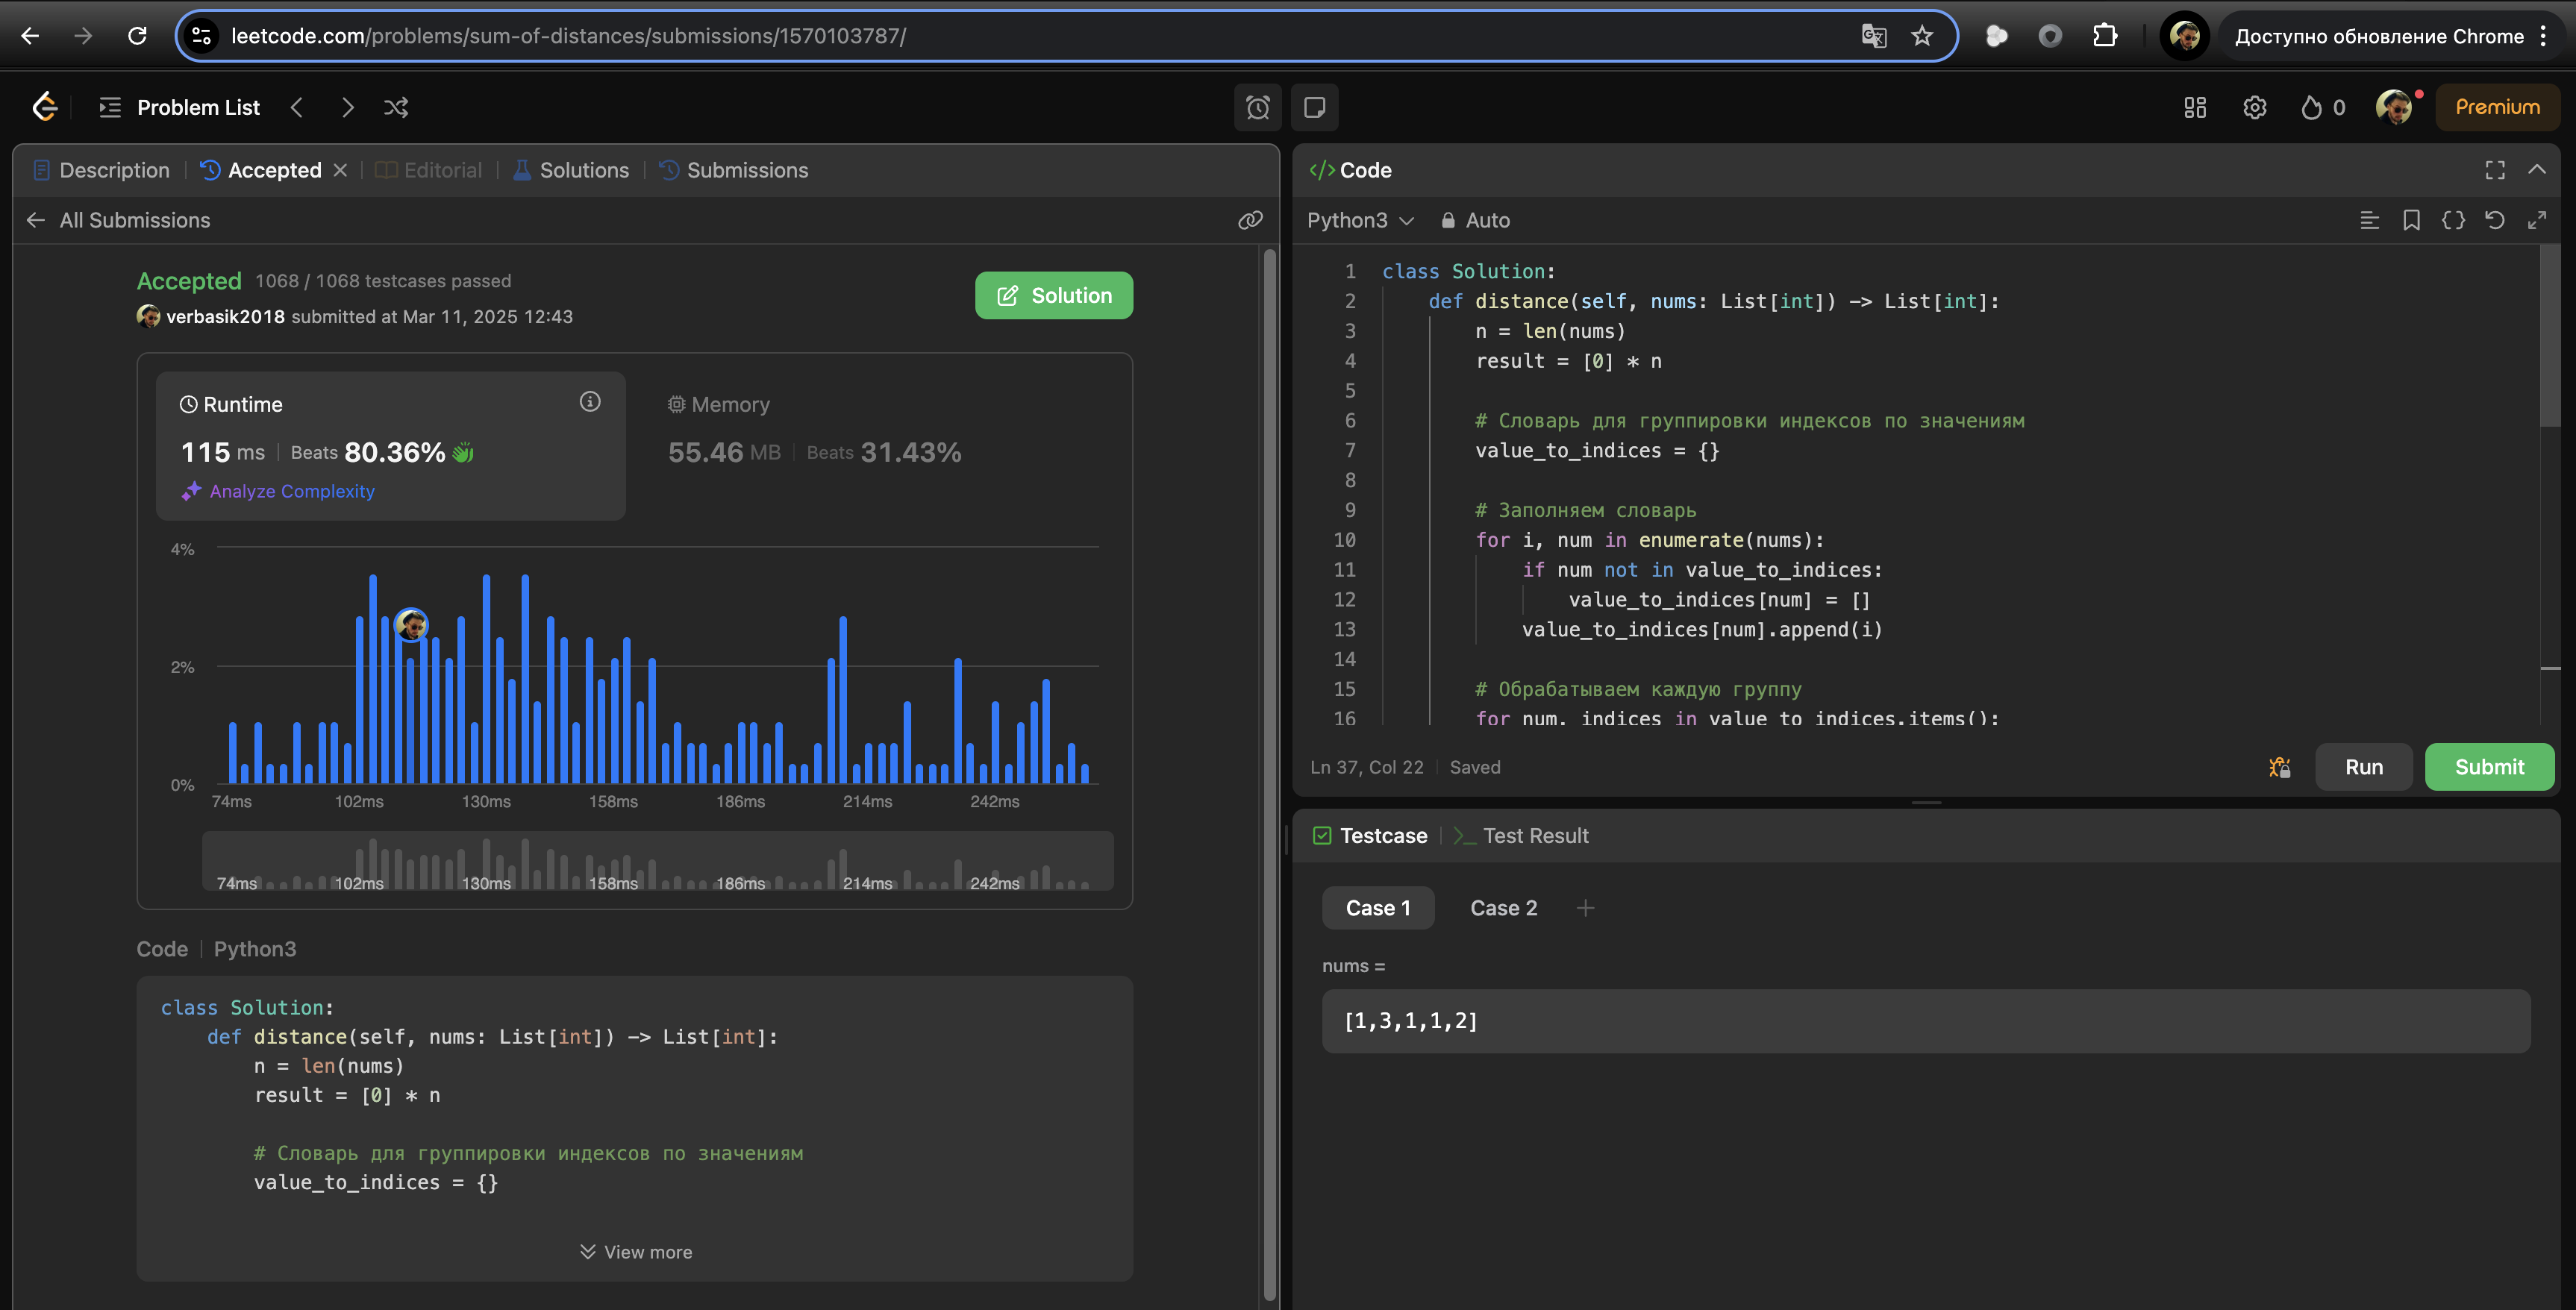 leetcode.com/problems/sum-of-distances/submissions/1570103787/
Доступно обновление Chrome
Problem List
0
Premium
Description
Accepted
Editorial
Solutions
Submissions
All Submissions
Accepted 1068 / 1068 testcases passed
verbasik2018 submitted at Mar 11, 2025 12:43
Solution
Runtime
115 ms | Beats 80.36%
Analyze Complexity
Memory
55.46 MB | Beats 31.43%
4%
2%
0%
74ms 102ms 130ms 158ms 186ms 214ms 242ms
74ms 102ms 130ms 158ms 186ms 214ms 242ms
Code | Python3
class Solution:
    def distance(self, nums: List[int]) -> List[int]:
        n = len(nums)
        result = [0] * n
        # Словарь для группировки индексов по значениям
        value_to_indices = {}
View more
</> Code
Python3
Auto
1 class Solution:
2     def distance(self, nums: List[int]) -> List[int]:
3         n = len(nums)
4         result = [0] * n
5
6         # Словарь для группировки индексов по значениям
7         value_to_indices = {}
8
9         # Заполняем словарь
10         for i, num in enumerate(nums):
11             if num not in value_to_indices:
12                 value_to_indices[num] = []
13             value_to_indices[num].append(i)
14
15         # Обрабатываем каждую группу
16         for num, indices in value_to_indices.items():
Ln 37, Col 22 | Saved
Run
Submit
Testcase
>_ Test Result
Case 1
Case 2
+
nums =
[1,3,1,1,2]